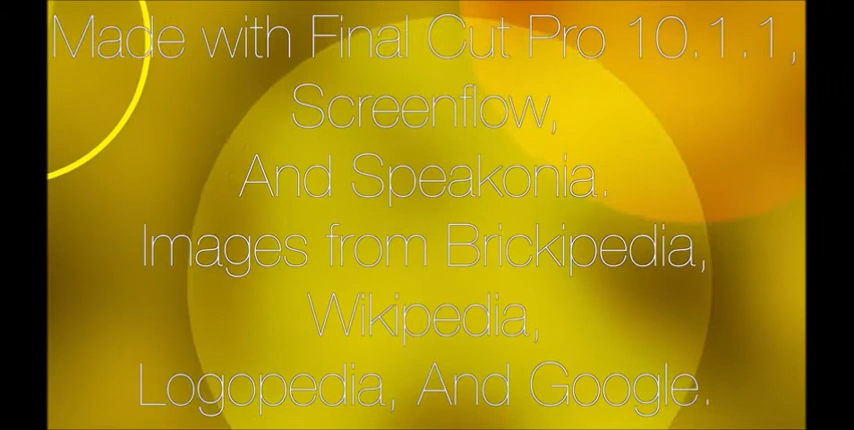 Made with Final Cut Pro 10.1.1,
Screenflow,
And Speakonia.
Images from Brickipedia,
Wikipedia,
Logopedia, And Google.